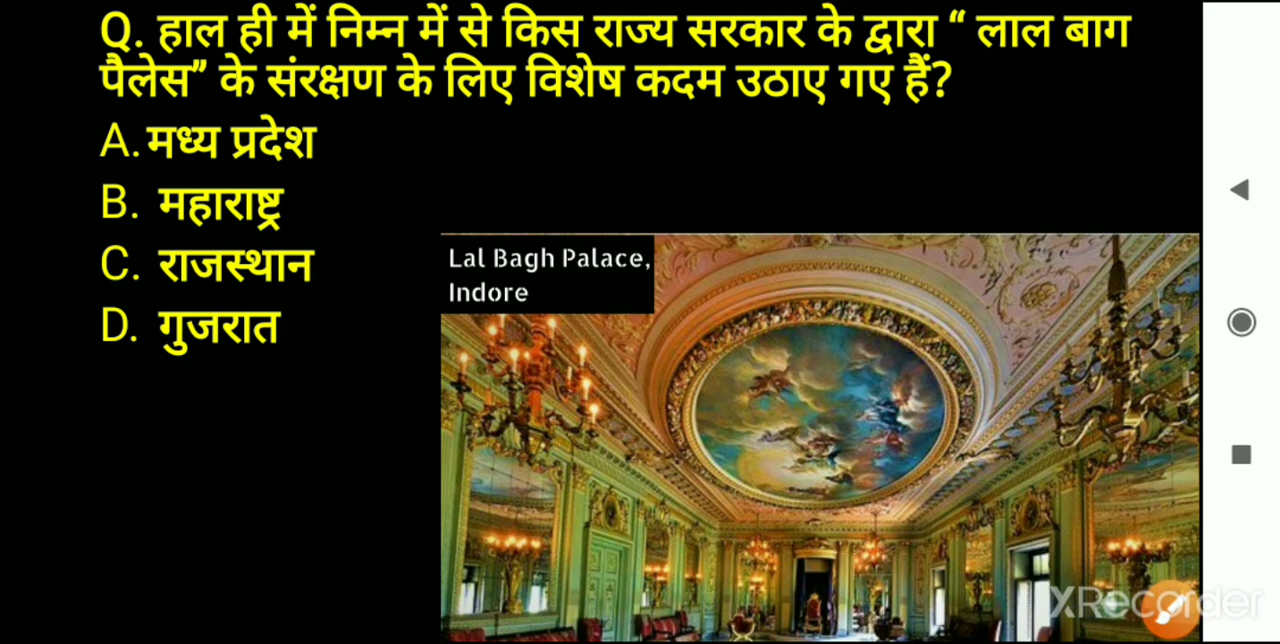 Q. हाल ही में निम्न में से किस राज्य सरकार के द्वारा “ लाल बाग
पैलेस” के संरक्षण के लिए विशेष कदम उठाए गए हैं?
A. मध्य प्रदेश
B. महाराष्ट्र
C. राजस्थान
D. गुजरात
Lal Bagh Palace,
Indore
XRecorder